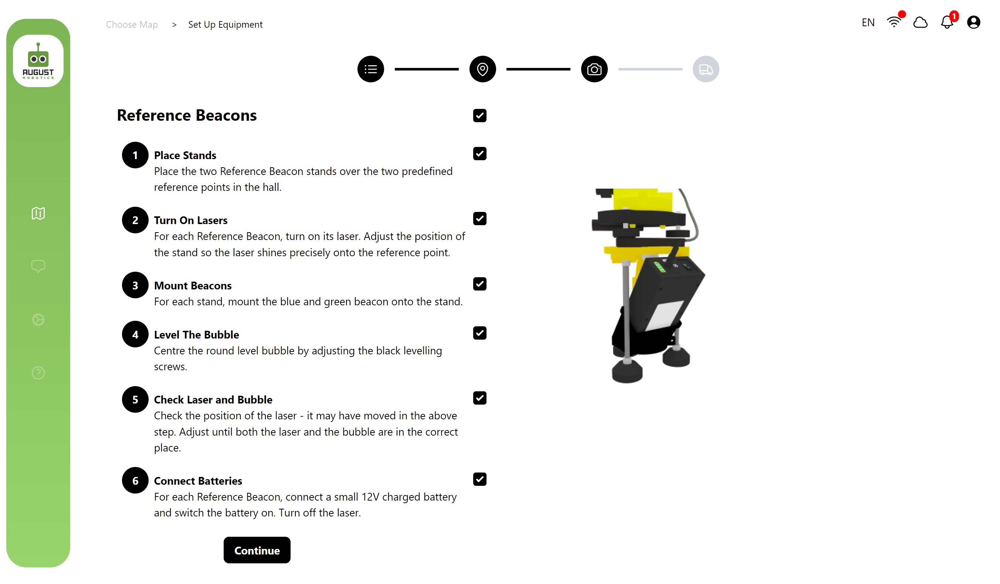 Choose Map > Set Up Equipment
EN
1
AUGUST
ROBOTICS
Reference Beacons
1 Place Stands
Place the two Reference Beacon stands over the two predefined
reference points in the hall.
2 Turn On Lasers
For each Reference Beacon, turn on its laser. Adjust the position of
the stand so the laser shines precisely onto the reference point.
3 Mount Beacons
For each stand, mount the blue and green beacon onto the stand.
4 Level The Bubble
Centre the round level bubble by adjusting the black levelling
screws.
5 Check Laser and Bubble
Check the position of the laser - it may have moved in the above
step. Adjust until both the laser and the bubble are in the correct
place.
6 Connect Batteries
For each Reference Beacon, connect a small 12V charged battery
and switch the battery on. Turn off the laser.
Continue